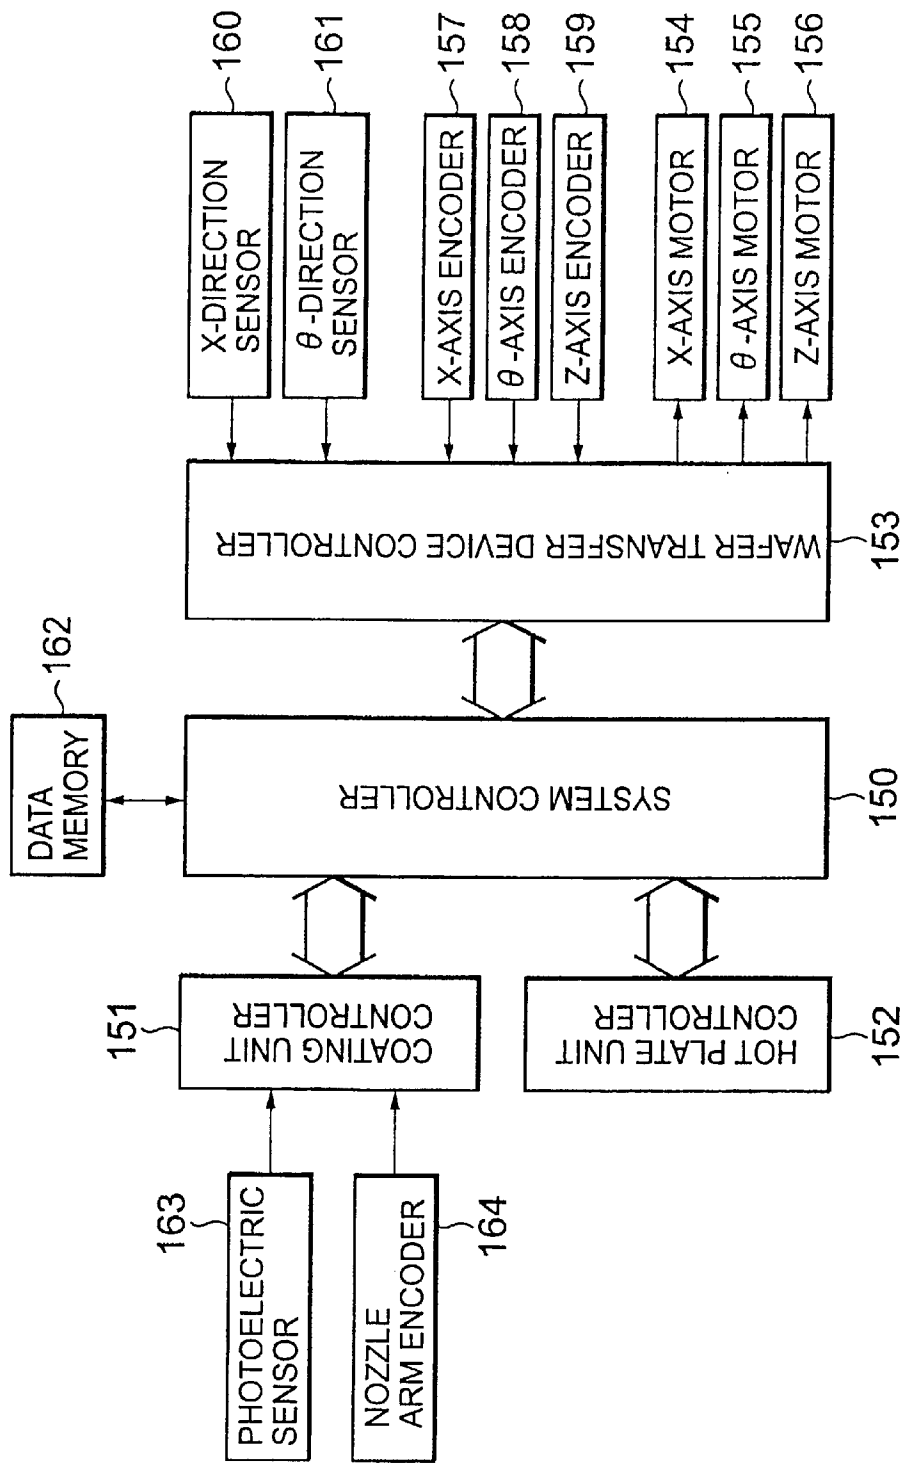 DATA
MEMORY
162
PHOTOELECTRIC
SENSOR
163
NOZZLE
ARM ENCODER
164
151
COATING UNIT
CONTROLLER
HOT PLATE UNIT
CONTROLLER
152
SYSTEM CONTROLLER
150
WAFER TRANSFER DEVICE CONTROLLER
153
X-DIRECTION
SENSOR
160
θ-DIRECTION
SENSOR
161
X-AXIS ENCODER
157
θ-AXIS ENCODER
158
Z-AXIS ENCODER
159
X-AXIS MOTOR
154
θ-AXIS MOTOR
155
Z-AXIS MOTOR
156